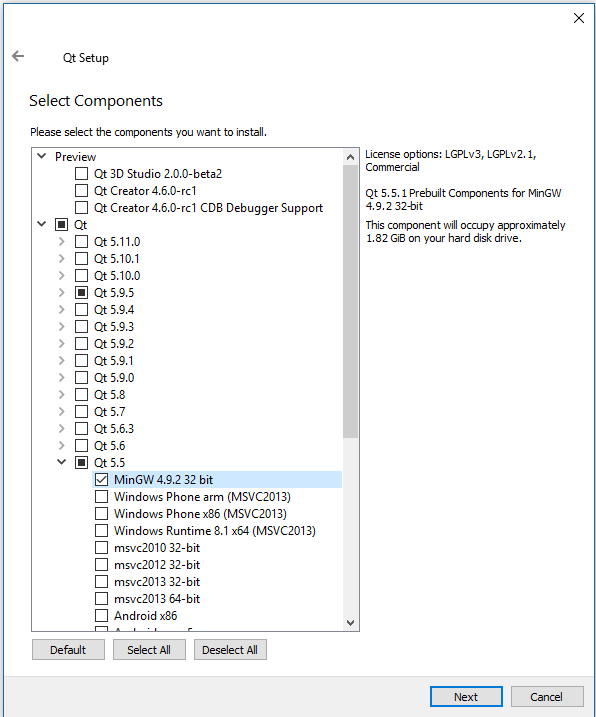 Qt Setup
Select Components
Please select the components you want to install.
Preview
Qt 3D Studio 2.0.0-beta2
Qt Creator 4.6.0-rc1
Qt Creator 4.6.0-rc1 CDB Debugger Support
Qt
Qt 5.11.0
Qt 5.10.1
Qt 5.10.0
Qt 5.9.5
Qt 5.9.4
Qt 5.9.3
Qt 5.9.2
Qt 5.9.1
Qt 5.9.0
Qt 5.8
Qt 5.7
Qt 5.6.3
Qt 5.6
Qt 5.5
MinGW 4.9.2 32 bit
Windows Phone arm (MSVC2013)
Windows Phone x86 (MSVC2013)
Windows Runtime 8.1 x64 (MSVC2013)
msvc2010 32-bit
msvc2012 32-bit
msvc2013 32-bit
msvc2013 64-bit
Android x86
License options: LGPLv3, LGPLv2.1,
Commercial
Qt 5.5.1 Prebuilt Components for MinGW
4.9.2 32-bit
This component will occupy approximately
1.82 GiB on your hard disk drive.
Default
Select All
Deselect All
Next
Cancel